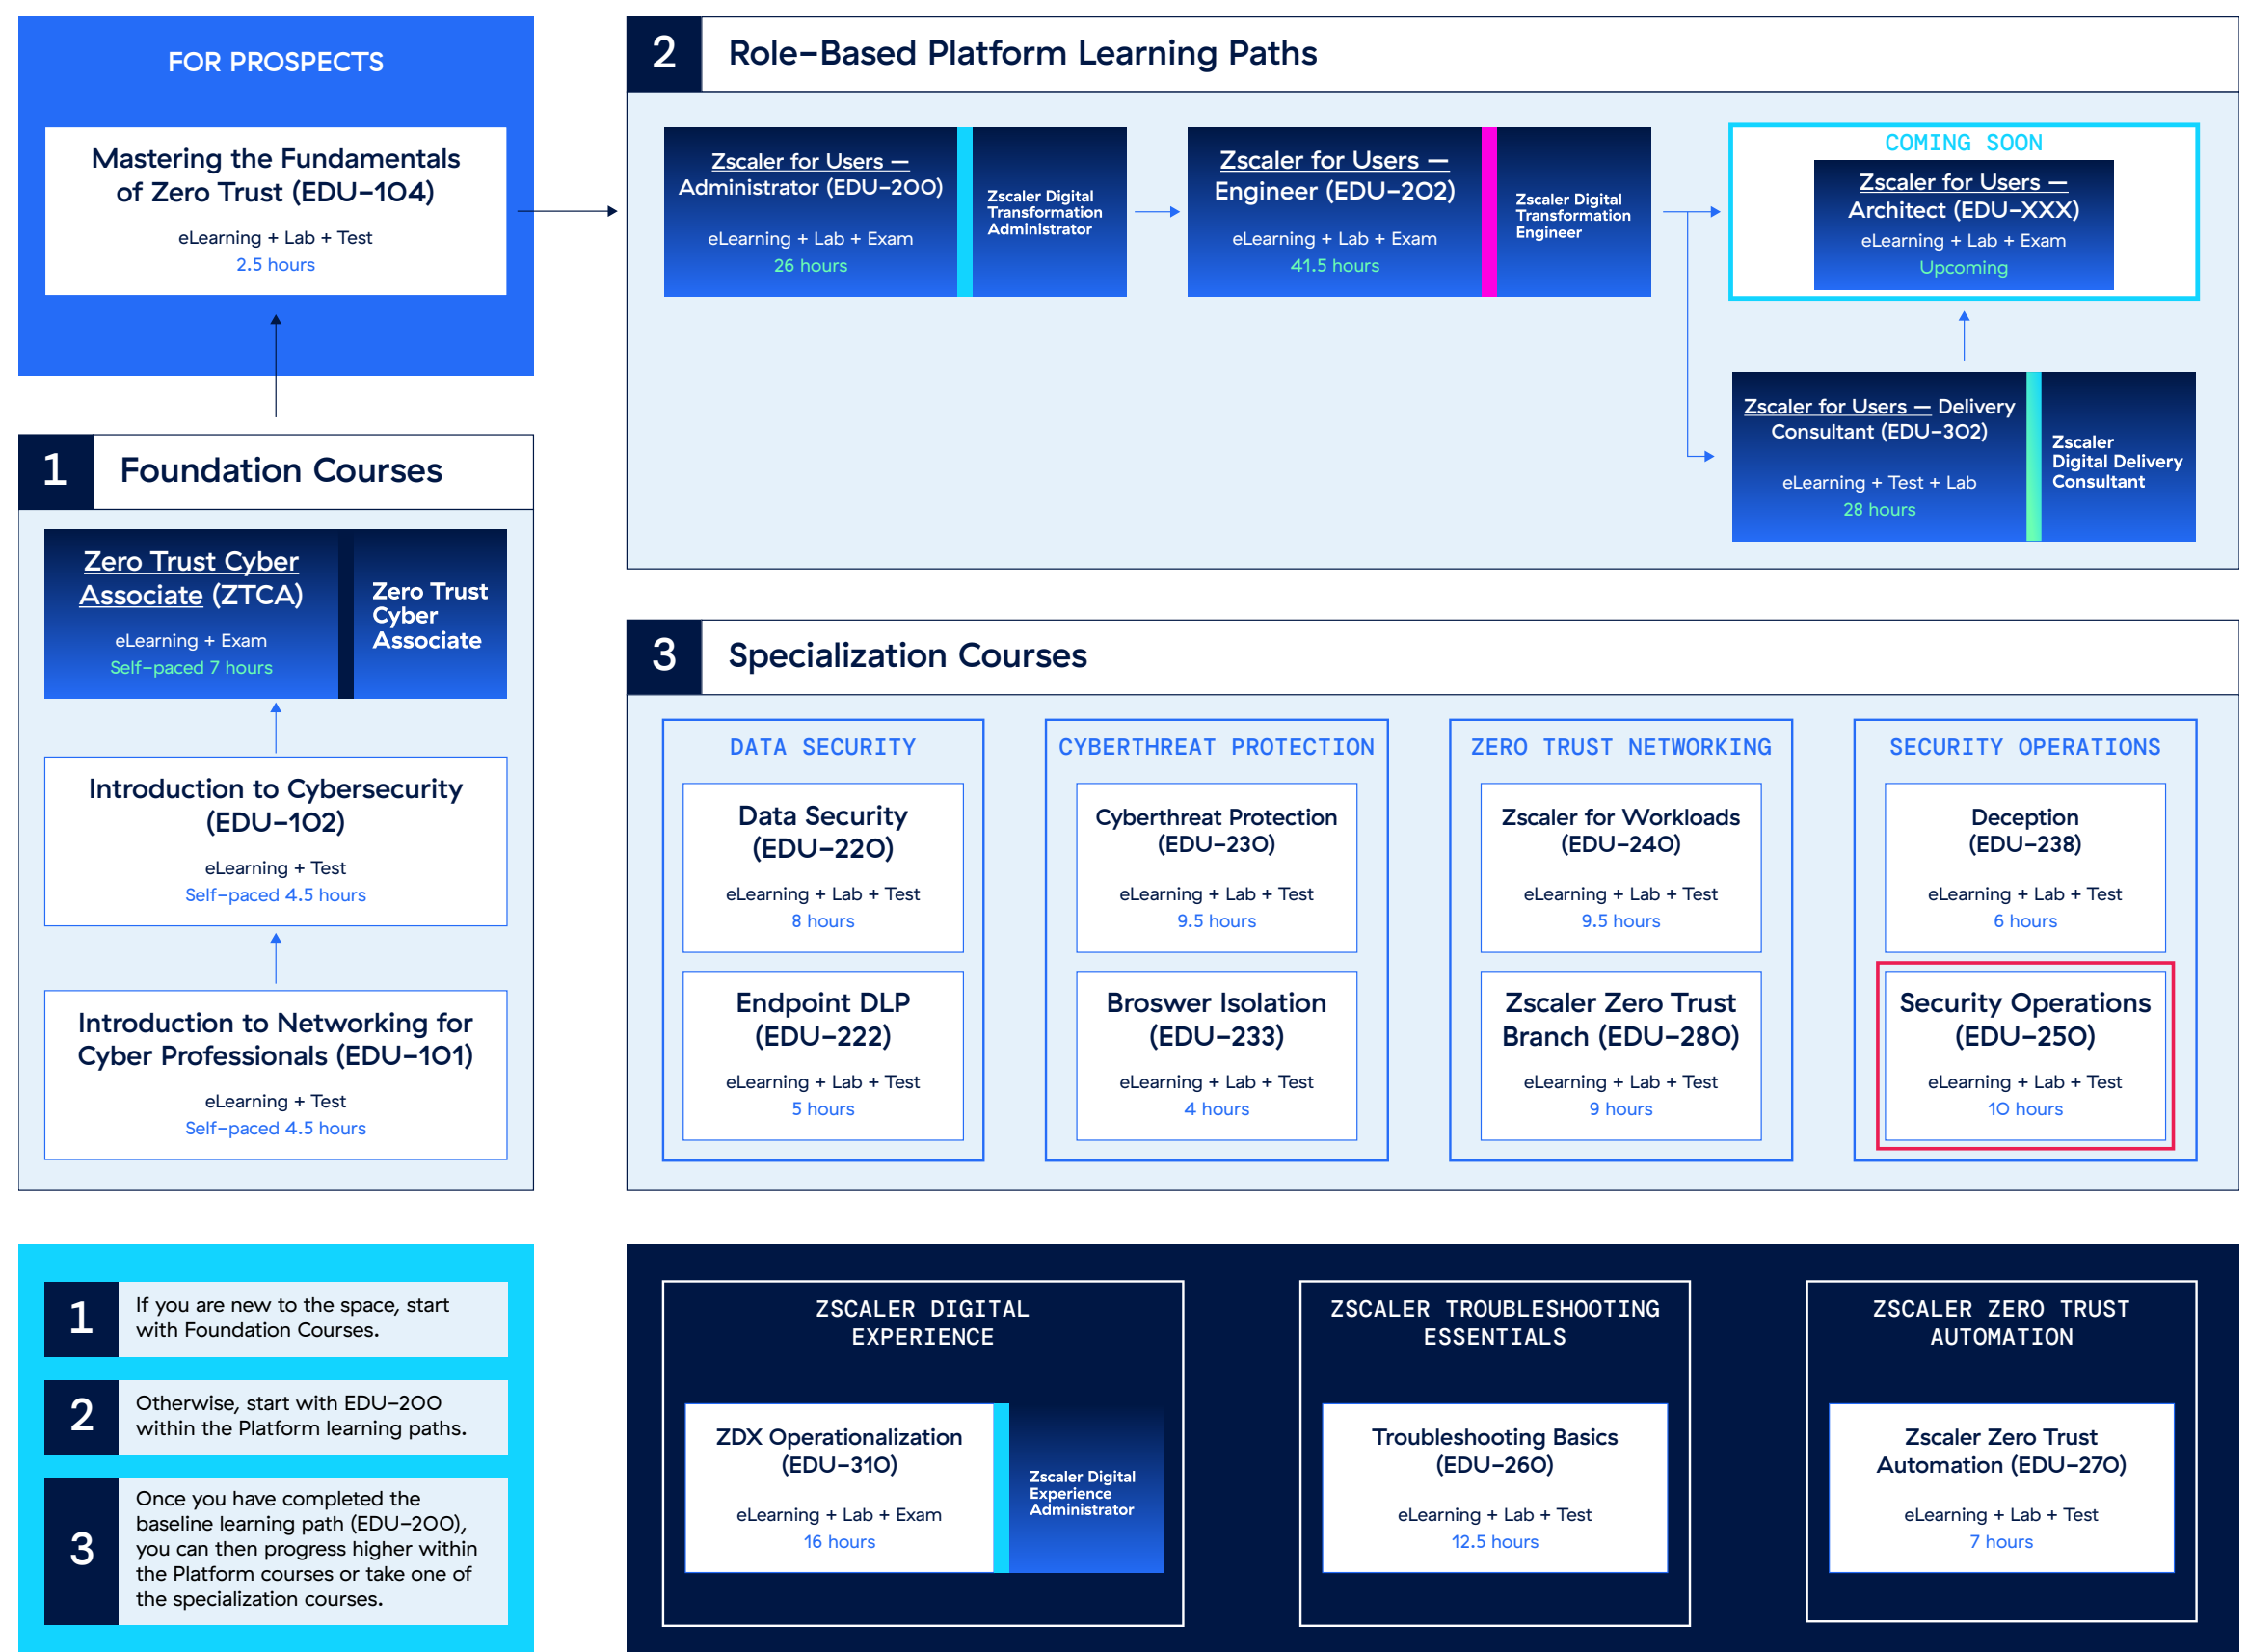 FOR PROSPECTS
Mastering the Fundamentals
of Zero Trust (EDU-104)
eLearning + Lab + Test
2.5 hours
1
Foundation Courses
Zero Trust Cyber
Associate (ZTCA)
eLearning + Exam
Self-paced 7 hours
Zero Trust
Cyber
Associate
Introduction to Cybersecurity
(EDU-102)
eLearning + Test
Self-paced 4.5 hours
Introduction to Networking for
Cyber Professionals (EDU-101)
eLearning + Test
Self-paced 4.5 hours
2
Role-Based Platform Learning Paths
Zscaler for Users —
Administrator (EDU-200)
eLearning + Lab + Exam
26 hours
Zscaler Digital
Transformation
Administrator
Zscaler for Users —
Engineer (EDU-202)
eLearning + Lab + Exam
41.5 hours
Zscaler Digital
Transformation
Engineer
COMING SOON
Zscaler for Users —
Architect (EDU-XXX)
eLearning + Lab + Exam
Upcoming
Zscaler for Users — Delivery
Consultant (EDU-302)
eLearning + Test + Lab
28 hours
Zscaler
Digital Delivery
Consultant
3
Specialization Courses
DATA SECURITY
Data Security
(EDU-220)
eLearning + Lab + Test
8 hours
Endpoint DLP
(EDU-222)
eLearning + Lab + Test
5 hours
CYBERTHREAT PROTECTION
Cyberthreat Protection
(EDU-230)
eLearning + Lab + Test
9.5 hours
Broswer Isolation
(EDU-233)
eLearning + Lab + Test
4 hours
ZERO TRUST NETWORKING
Zscaler for Workloads
(EDU-240)
eLearning + Lab + Test
9.5 hours
Zscaler Zero Trust
Branch (EDU-280)
eLearning + Lab + Test
9 hours
SECURITY OPERATIONS
Deception
(EDU-238)
eLearning + Lab + Test
6 hours
Security Operations
(EDU-250)
eLearning + Lab + Test
10 hours
1
If you are new to the space, start
with Foundation Courses.
2
Otherwise, start with EDU-200
within the Platform learning paths.
3
Once you have completed the
baseline learning path (EDU-200),
you can then progress higher within
the Platform courses or take one of
the specialization courses.
ZSCALER DIGITAL
EXPERIENCE
ZDX Operationalization
(EDU-310)
eLearning + Lab + Exam
16 hours
Zscaler Digital
Experience
Administrator
ZSCALER TROUBLESHOOTING
ESSENTIALS
Troubleshooting Basics
(EDU-260)
eLearning + Lab + Test
12.5 hours
ZSCALER ZERO TRUST
AUTOMATION
Zscaler Zero Trust
Automation (EDU-270)
eLearning + Lab + Test
7 hours